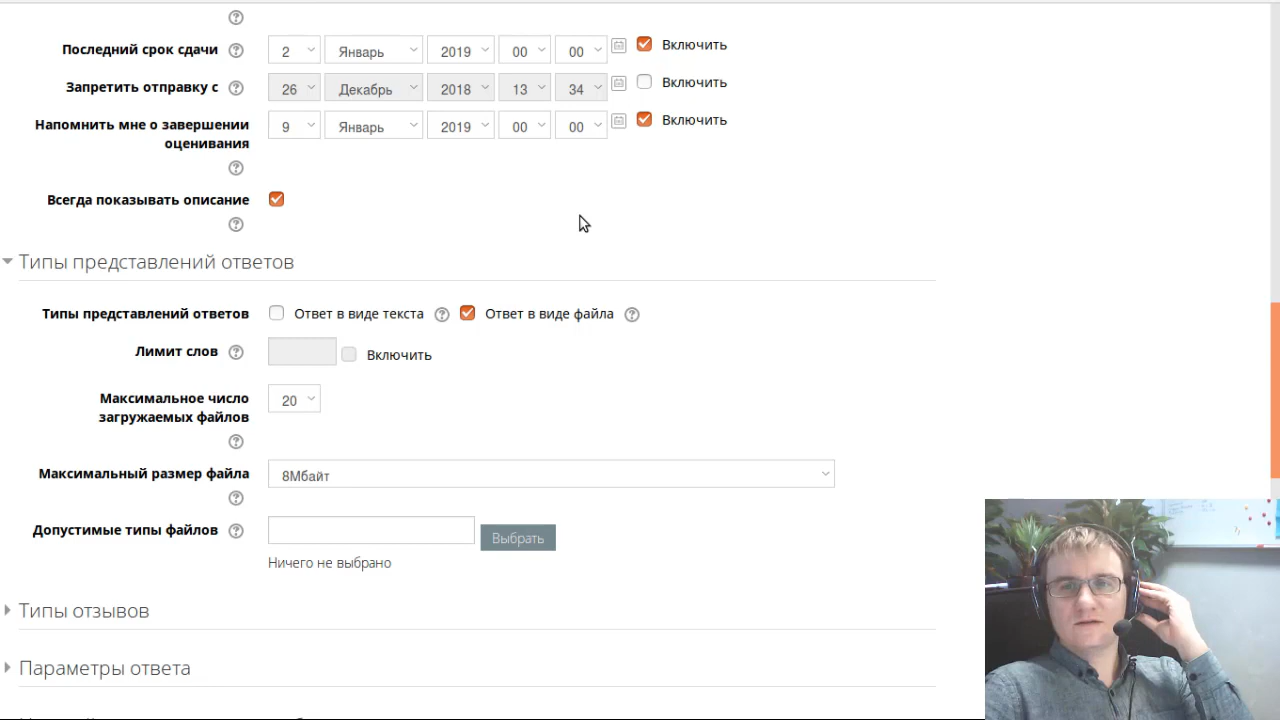 Последний срок сдачи 2 Январь 2019 00 00 Включить
Запретить отправку с 26 Декабрь 2018 13 34 Включить
Напомнить мне о завершении
оценивания
9 Январь 2019 00 00 Включить
Всегда показывать описание
Типы представлений ответов
Типы представлений ответов Ответ в виде текста Ответ в виде файла
Лимит слов Включить
Максимальное число
загружаемых файлов
20
Максимальный размер файла 8Мбайт
Допустимые типы файлов Выбрать
Ничего не выбрано
Типы отзывов
Параметры ответа